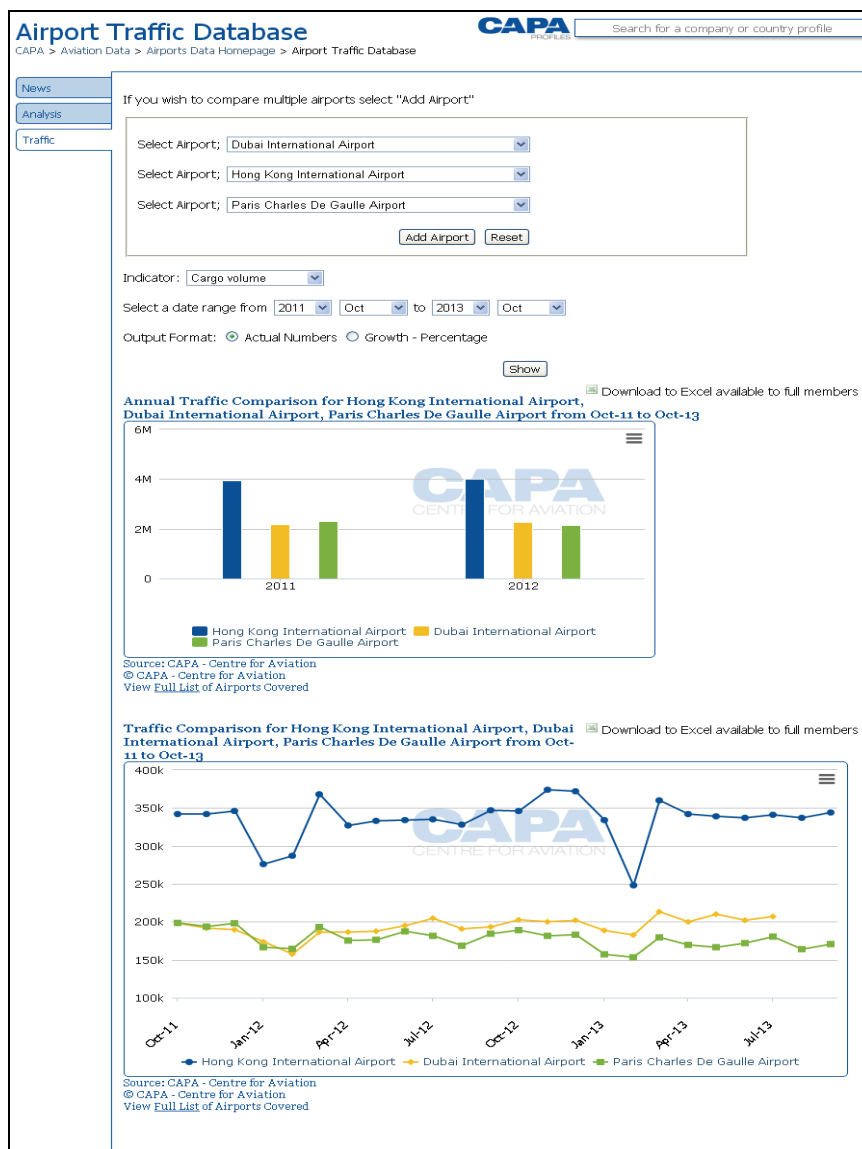 Airport Traffic Database
CAPA PROFILES
Search for a company or country profile
CAPA > Aviation Data > Airports Data Homepage > Airport Traffic Database
News
Analysis
Traffic
If you wish to compare multiple airports select "Add Airport"
Select Airport; Dubai International Airport
Select Airport; Hong Kong International Airport
Select Airport; Paris Charles De Gaulle Airport
Add Airport Reset
Indicator: Cargo volume
Select a date range from 2011 Oct to 2013 Oct
Output Format: Actual Numbers Growth - Percentage
Show
Download to Excel available to full members
Annual Traffic Comparison for Hong Kong International Airport,
Dubai International Airport, Paris Charles De Gaulle Airport from Oct-11 to Oct-13
6M
4M
2M
0
CAPA
CENTRE FOR AVIATION
2011 2012
Hong Kong International Airport Dubai International Airport
Paris Charles De Gaulle Airport
Source: CAPA - Centre for Aviation
© CAPA - Centre for Aviation
View Full List of Airports Covered
Traffic Comparison for Hong Kong International Airport, Dubai
International Airport, Paris Charles De Gaulle Airport from Oct-
11 to Oct-13
Download to Excel available to full members
400k
350k
300k
250k
200k
150k
100k
CAPA
CENTRE FOR AVIATION
Oct-11 Jan-12 Apr-12 Jul-12 Oct-12 Jan-13 Apr-13 Jul-13
Hong Kong International Airport Dubai International Airport Paris Charles De Gaulle Airport
Source: CAPA - Centre for Aviation
© CAPA - Centre for Aviation
View Full List of Airports Covered